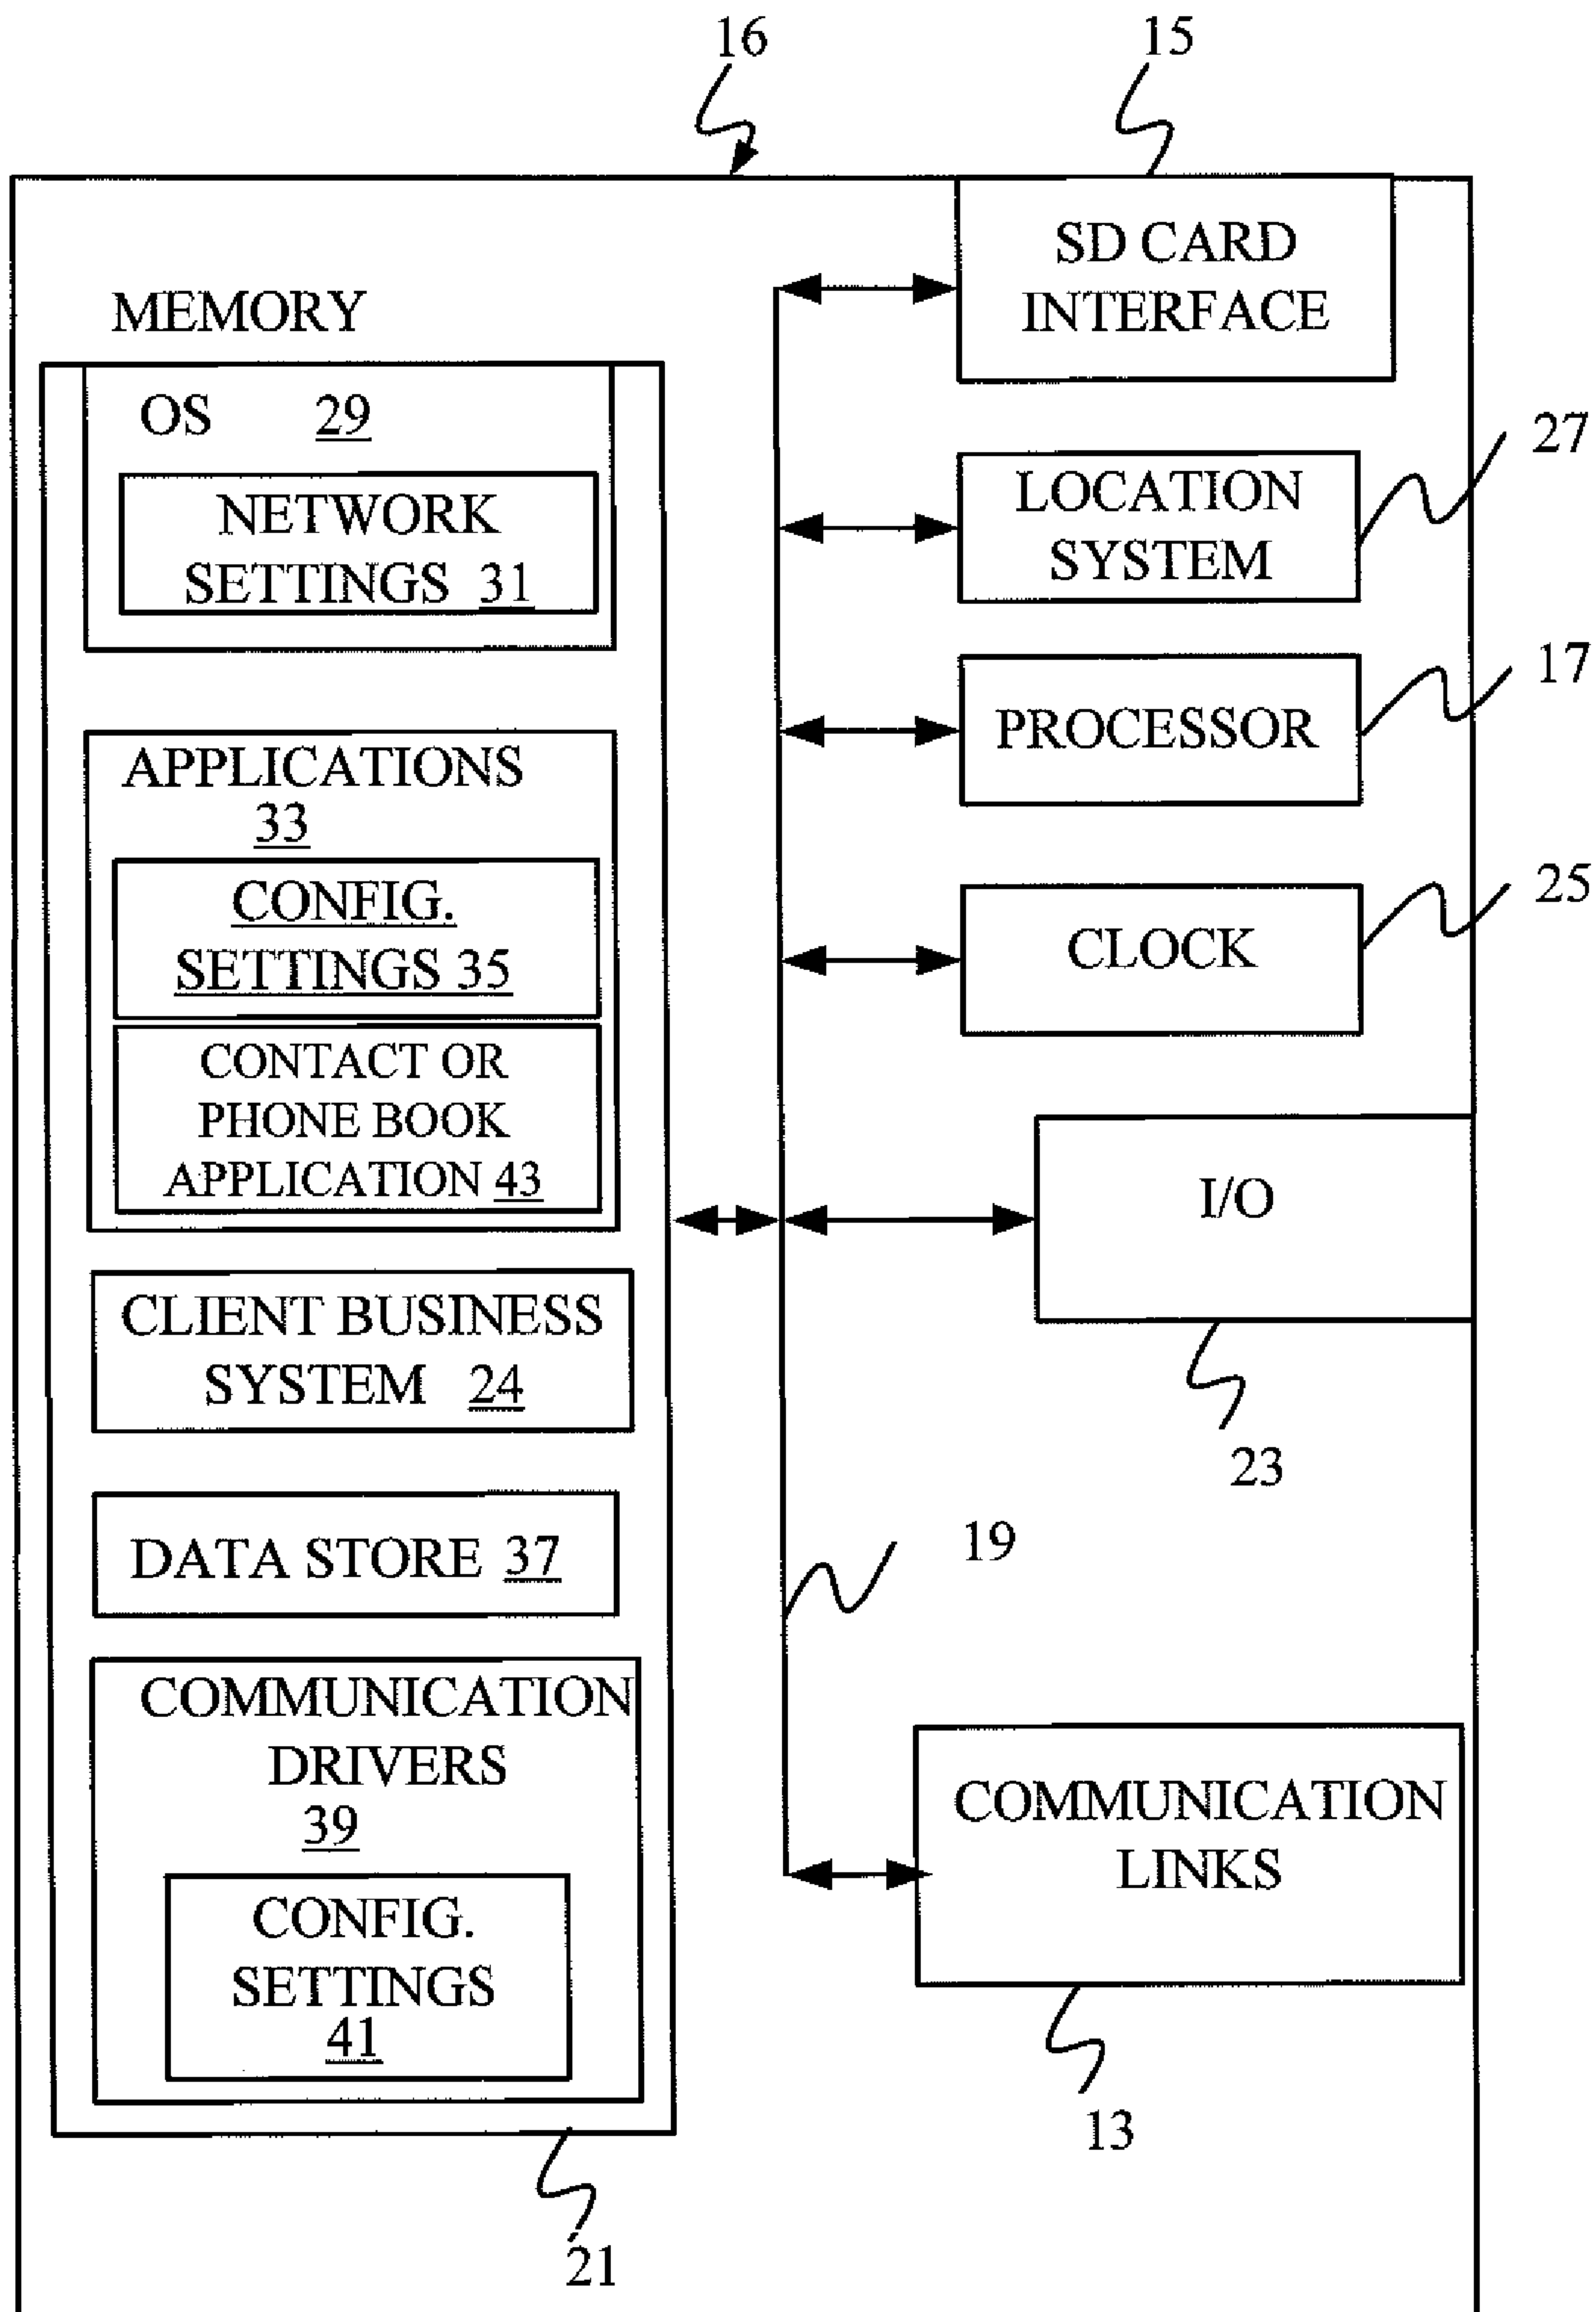 16
15
SD CARD
INTERFACE
MEMORY
OS 29
NETWORK
SETTINGS 31
27
LOCATION
SYSTEM
17
PROCESSOR
APPLICATIONS
33
CONFIG.
SETTINGS 35
25
CLOCK
CONTACT OR
PHONE BOOK
APPLICATION 43
I/O
23
CLIENT BUSINESS
SYSTEM 24
19
DATA STORE 37
COMMUNICATION
DRIVERS
39
CONFIG.
SETTINGS
41
COMMUNICATION
LINKS
13
21